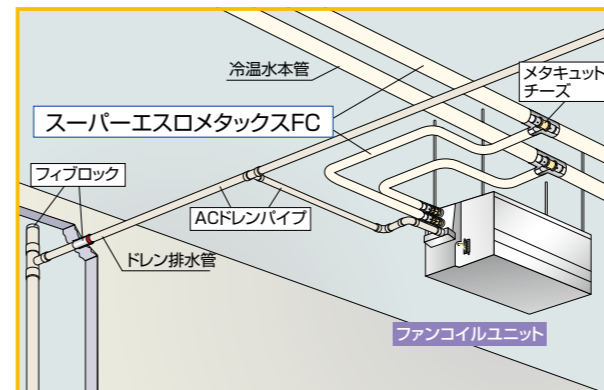 冷温水本管
メタキュット
チーズ
スーパーエスロメタックスFC
フィブロック
ACドレンパイプ
ドレン排水管
ファンコイルユニット